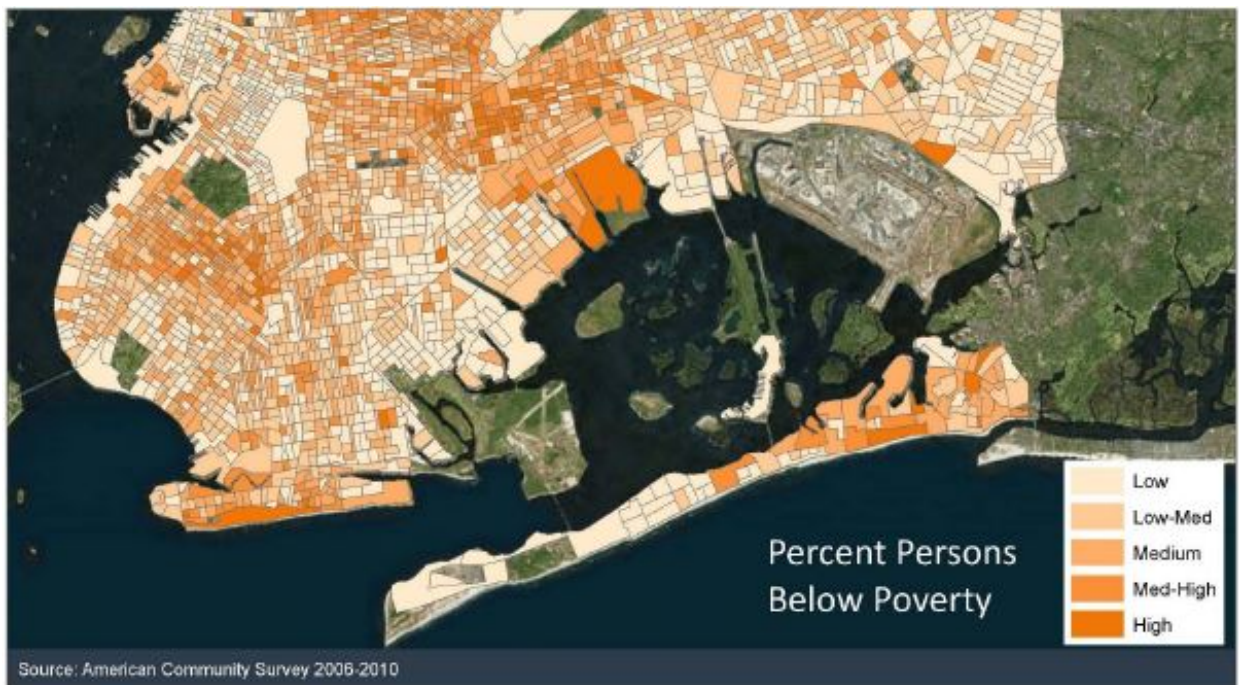 Low
Low-Med
Medium
Med-High
High
Percent Persons
Below Poverty
Source: American Community Survey 2006-2010